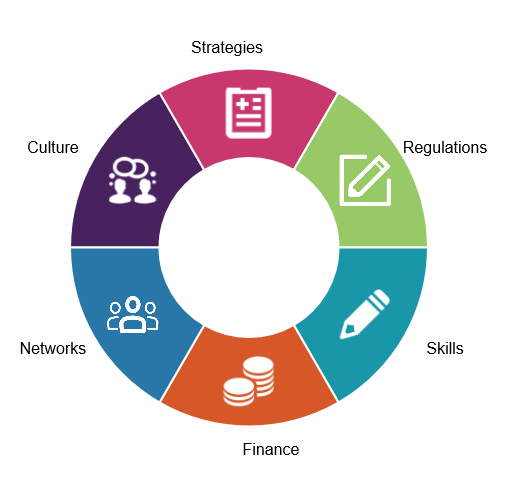 Strategies
Culture
Regulations
Networks
Skills
Finance